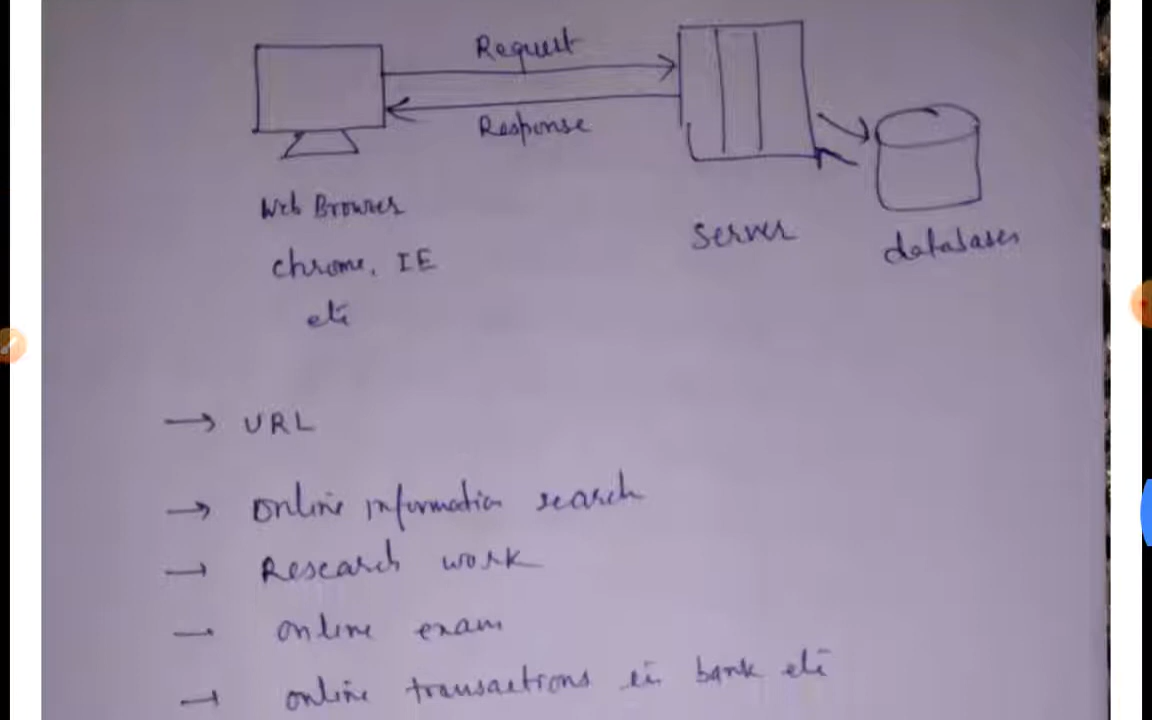 Request
Response
Web Browser
chrome, IE
etc
Server
databases
→ URL
→ Online information search
→ Research work
→ online exam
→ online transactions in bank etc